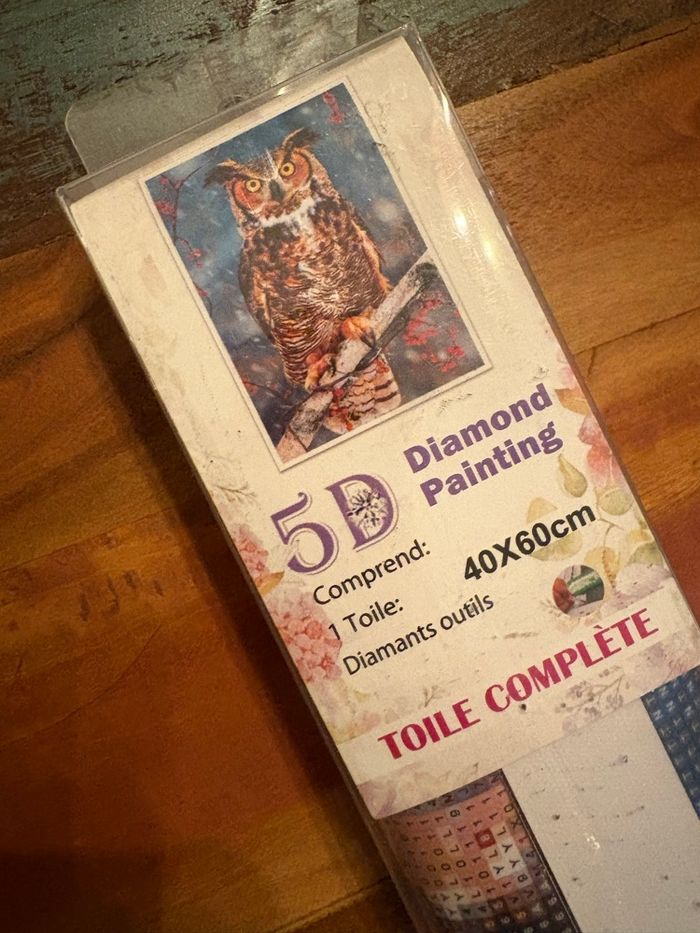 5D
Diamond
Painting
Comprend:
1 Toile: 40X60cm
Diamants outils
TOILE COMPLÈTE